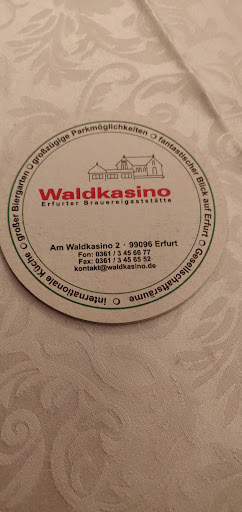 großer Biergarten ○ großzügige Parkmöglichkeiten ○ fantastischer Blick auf Erfurt ○ Gesellschaftsräume ○ internationale Küche ○
Waldkasino
Erfurter Brauereigaststätte
Am Waldkasino 2 · 99096 Erfurt
Fon: 0361 / 3 45 66 77
Fax: 0361 / 3 45 65 52
kontakt@waldkasino.de